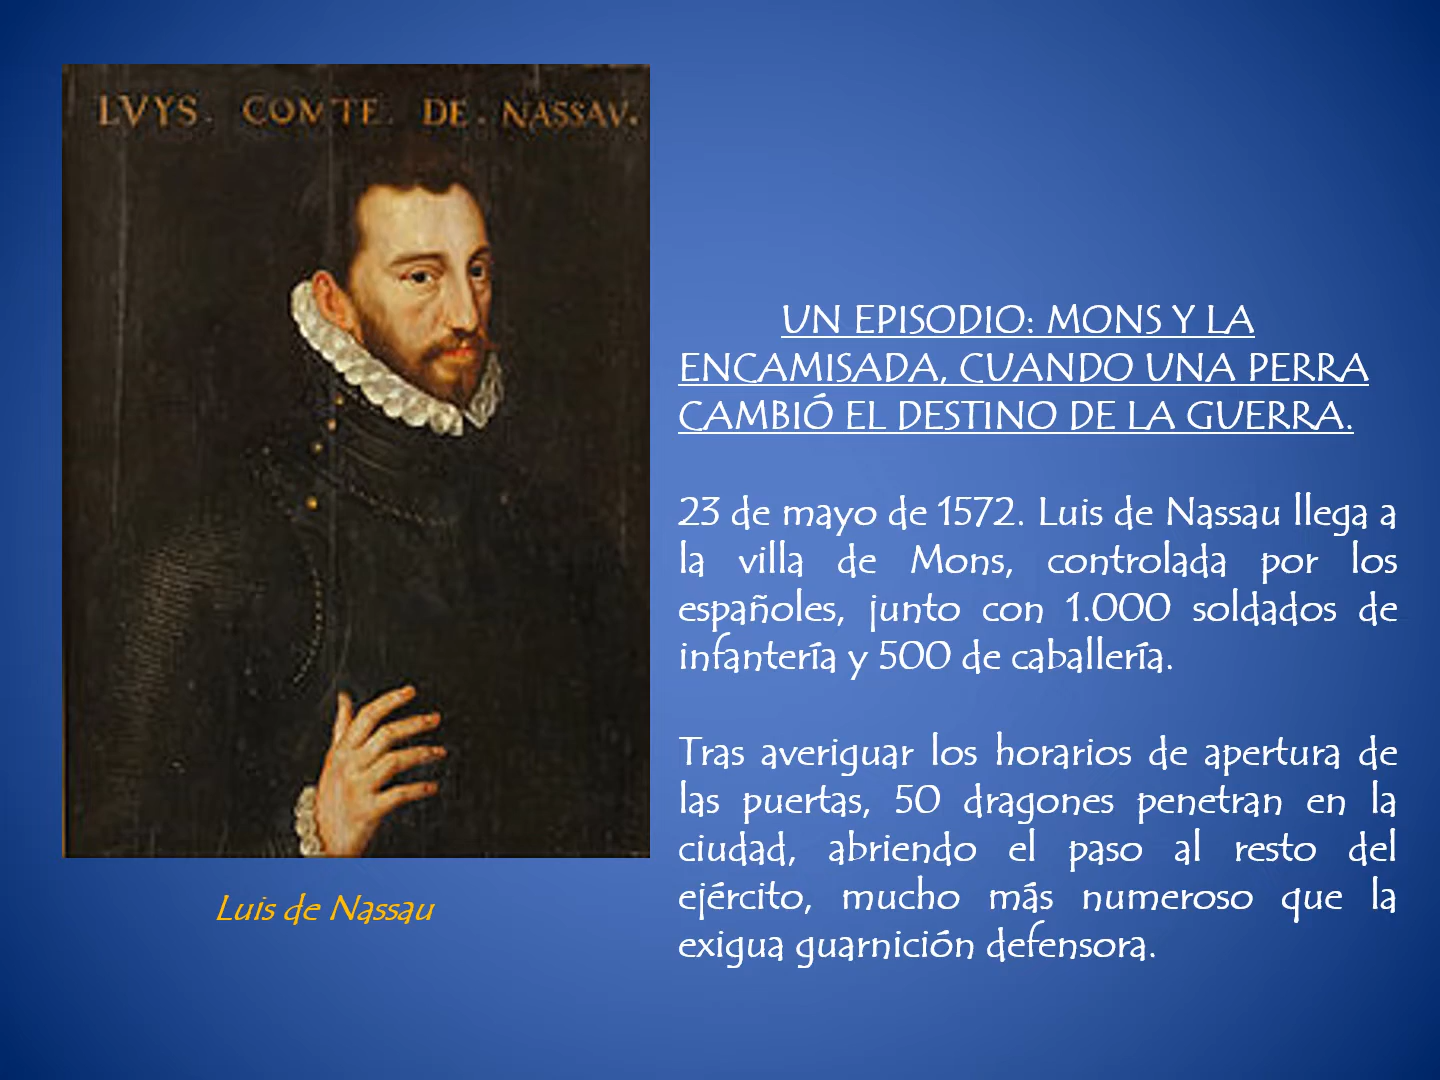 LVYS. COMTE. DE. NASSAV.
UN EPISODIO: MONS Y LA
ENCAMISADA, CUANDO UNA PERRA
CAMBIÓ EL DESTINO DE LA GUERRA.
23 de mayo de 1572. Luis de Nassau llega a
la villa de Mons, controlada por los
españoles, junto con 1.000 soldados de
infantería y 500 de caballería.
Tras averiguar los horarios de apertura de
las puertas, 50 dragones penetran en la
ciudad, abriendo el paso al resto del
ejército, mucho más numeroso que la
exigua guarnición defensora.
Luis de Nassau